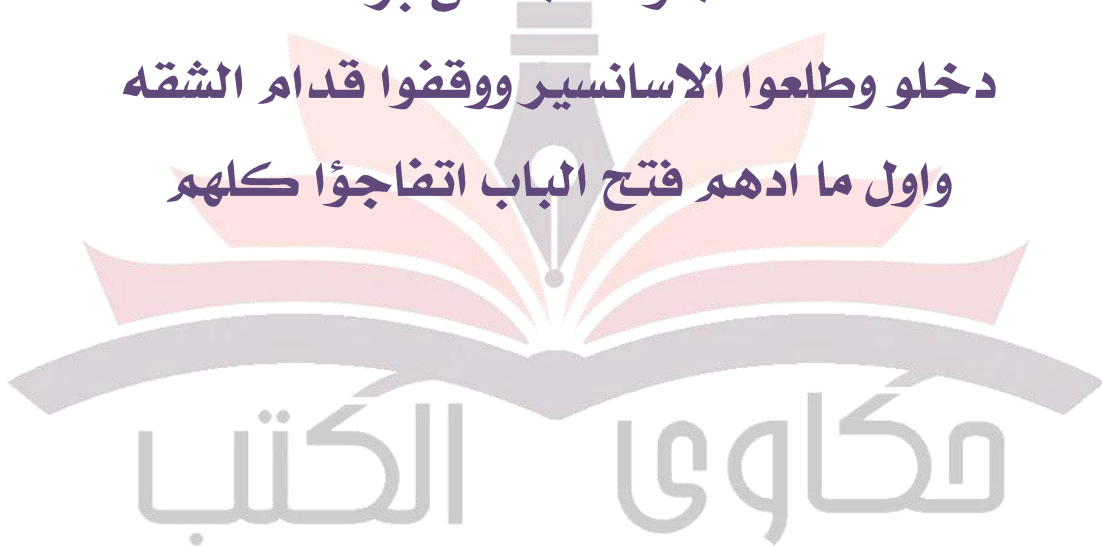 دخلو وطلعوا الاسانسير ووقفوا قدام الشقه
واول ما ادهم فتح الباب اتفاجؤا كلهم
حكاوى الكتب